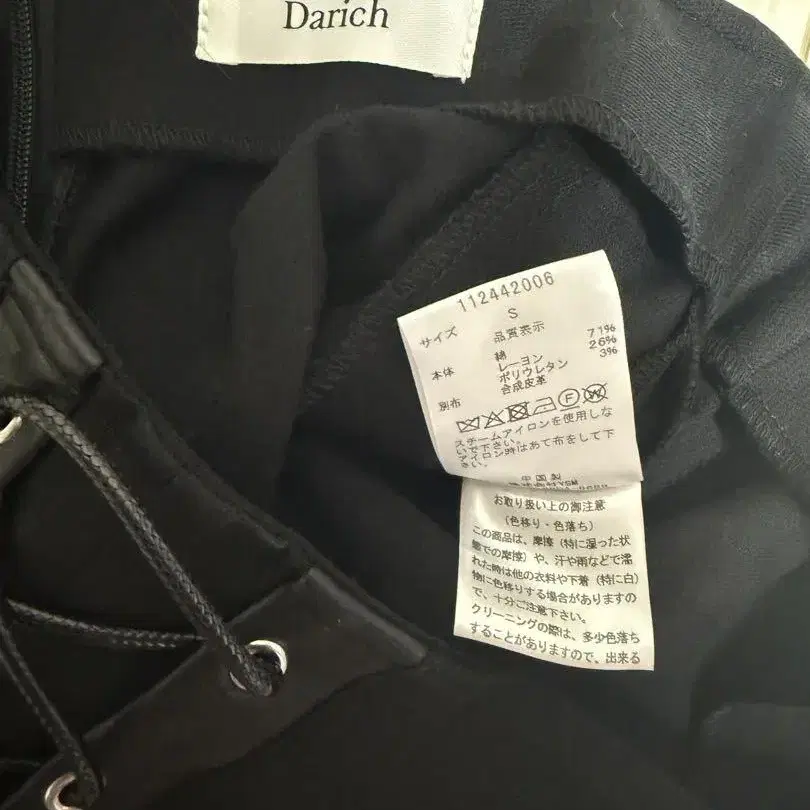 Darich
112442006
サイズ S
品質表示
本体 綿 71%
レーヨン 26%
ポリウレタン 3%
別布 合成皮革
スチームアイロンを使用しな
いで下さい。
アイロン時はあて布をして下
さい。
中国製
お取り扱い上の御注意
(色移り・色落ち)
この商品は、摩擦(特に湿った状
態での摩擦)や、汗や雨などで濡
れた時は他の衣料や下着(特に白)
物に色移りする場合がありますの
で、十分ご注意下さい。
クリーニングの際は、多少色落ち
することがありますので、出来る